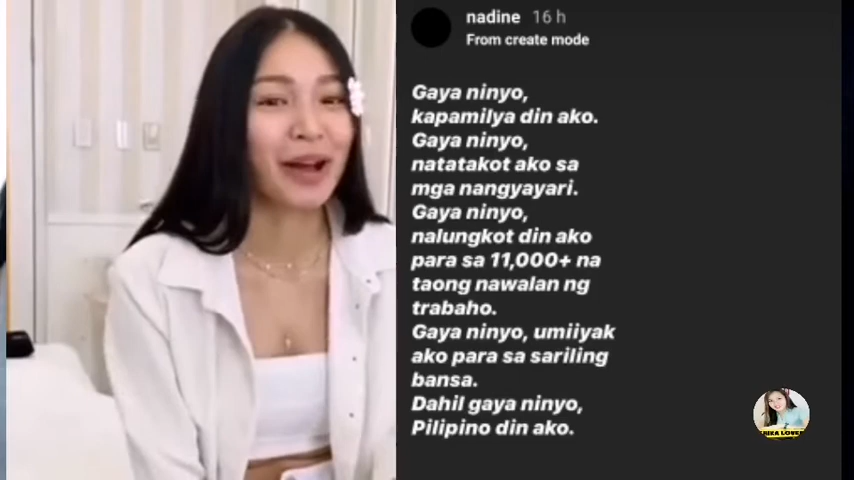 nadine 16 h
From create mode
Gaya ninyo,
kapamilya din ako.
Gaya ninyo,
natatakot ako sa
mga nangyayari.
Gaya ninyo,
nalungkot din ako
para sa 11,000+ na
taong nawalan ng
trabaho.
Gaya ninyo, umiiyak
ako para sa sariling
bansa.
Dahil gaya ninyo,
Pilipino din ako.